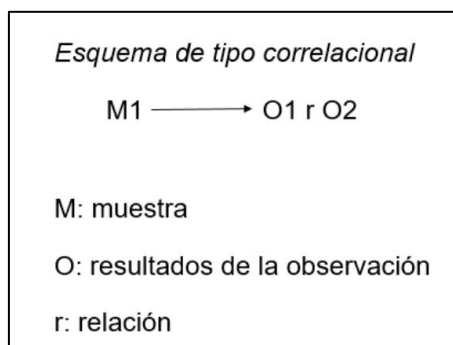 Esquema de tipo correlacional
M1 ⟶ O1 r O2
M: muestra
O: resultados de la observación
r: relación